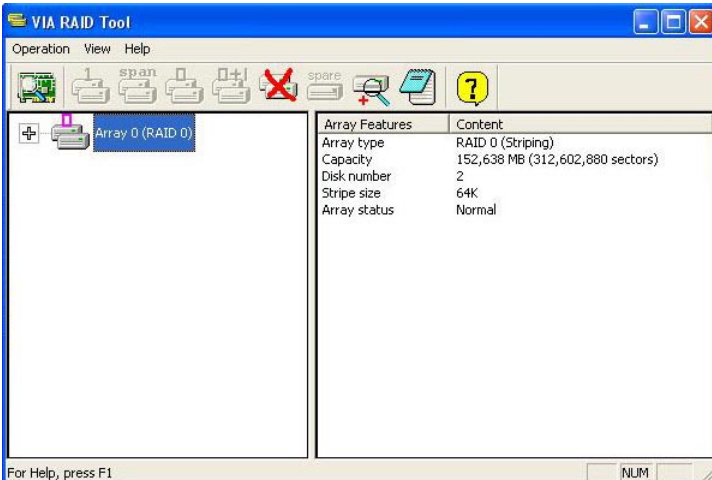 VIA RAID Tool
Operation View Help
1 span 0 0+1 spare ?
Array 0 (RAID 0)
Array Features Content
Array type RAID 0 (Striping)
Capacity 152,638 MB (312,602,880 sectors)
Disk number 2
Stripe size 64K
Array status Normal
For Help, press F1 NUM